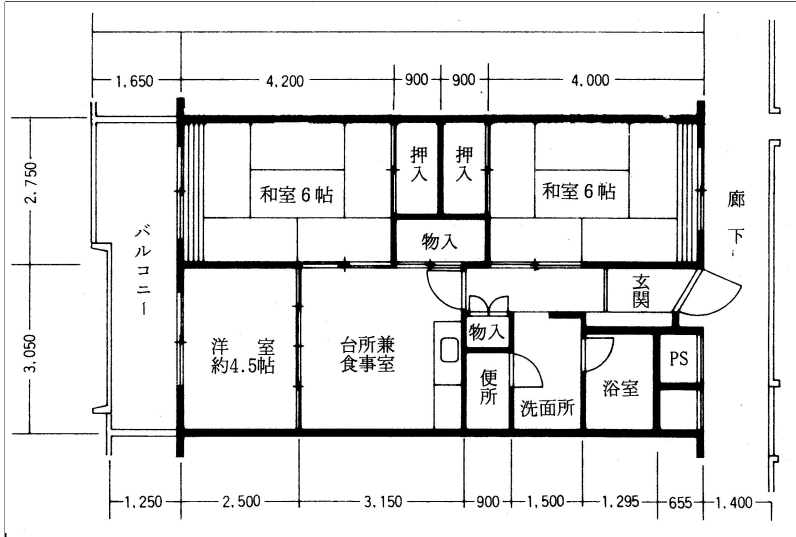 1.650
4.200
900
900
4.000
2.750
3.050
バルコニー
和室6帖
押入
押入
物入
和室6帖
廊下
玄関
洋室
約4.5帖
台所兼
食事室
物入
便所
洗面所
浴室
PS
1.250
2.500
3.150
900
1,500
1.295
655
1.400